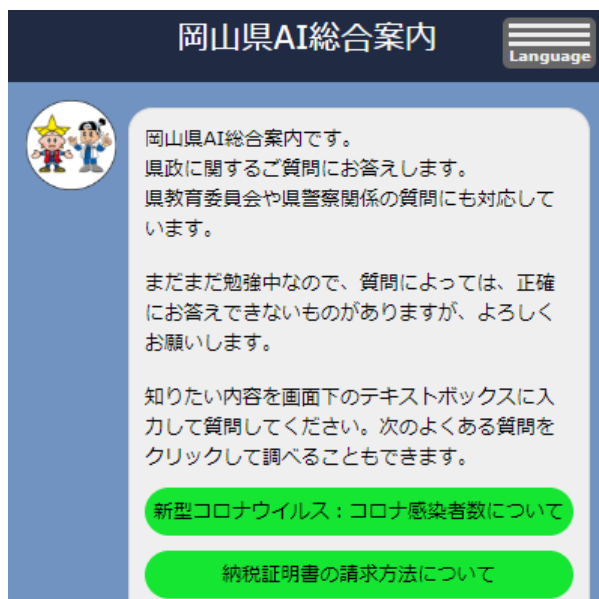 岡山県AI総合案内
Language
岡山県AI総合案内です。
県政に関するご質問にお答えします。
県教育委員会や県警察関係の質問にも対応して
います。
まだまだ勉強中なので、質問によっては、正確
にお答えできないものがありますが、よろしく
お願いします。
知りたい内容を画面下のテキストボックスに入
力して質問してください。次のよくある質問を
クリックして調べることもできます。
新型コロナウイルス：コロナ感染者数について
納税証明書の請求方法について